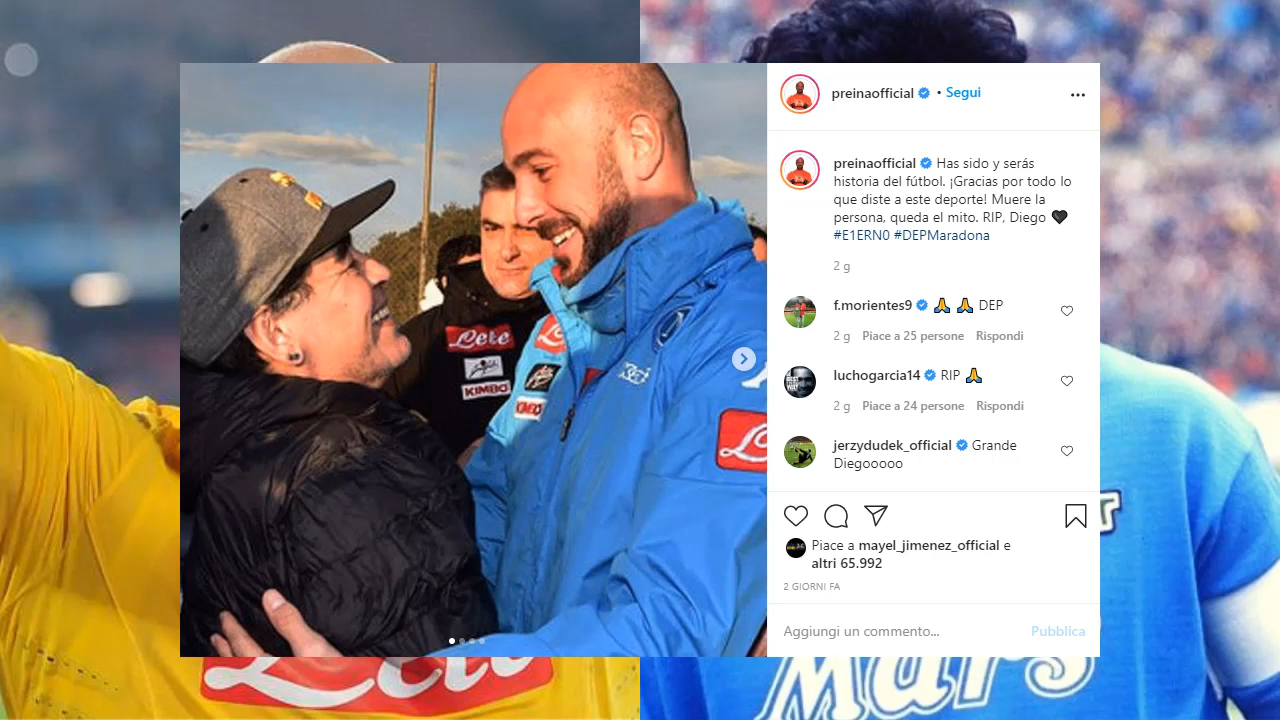 preinaofficial • Segui
preinaofficial Has sido y serás
historia del fútbol. ¡Gracias por todo lo
que diste a este deporte! Muere la
persona, queda el mito. RIP, Diego 🖤
#E1ERN0 #DEPMaradona
2 g
f.morientes9 🙏 🙏 DEP
2 g Piace a 25 persone Rispondi
luchogarcia14 RIP 🙏
2 g Piace a 24 persone Rispondi
jerzydudek_official Grande
Diegooooo
Piace a mayel_jimenez_official e
altri 65.992
2 GIORNI FA
Aggiungi un commento... Pubblica
Lete
KIMBO
Lete
Mars